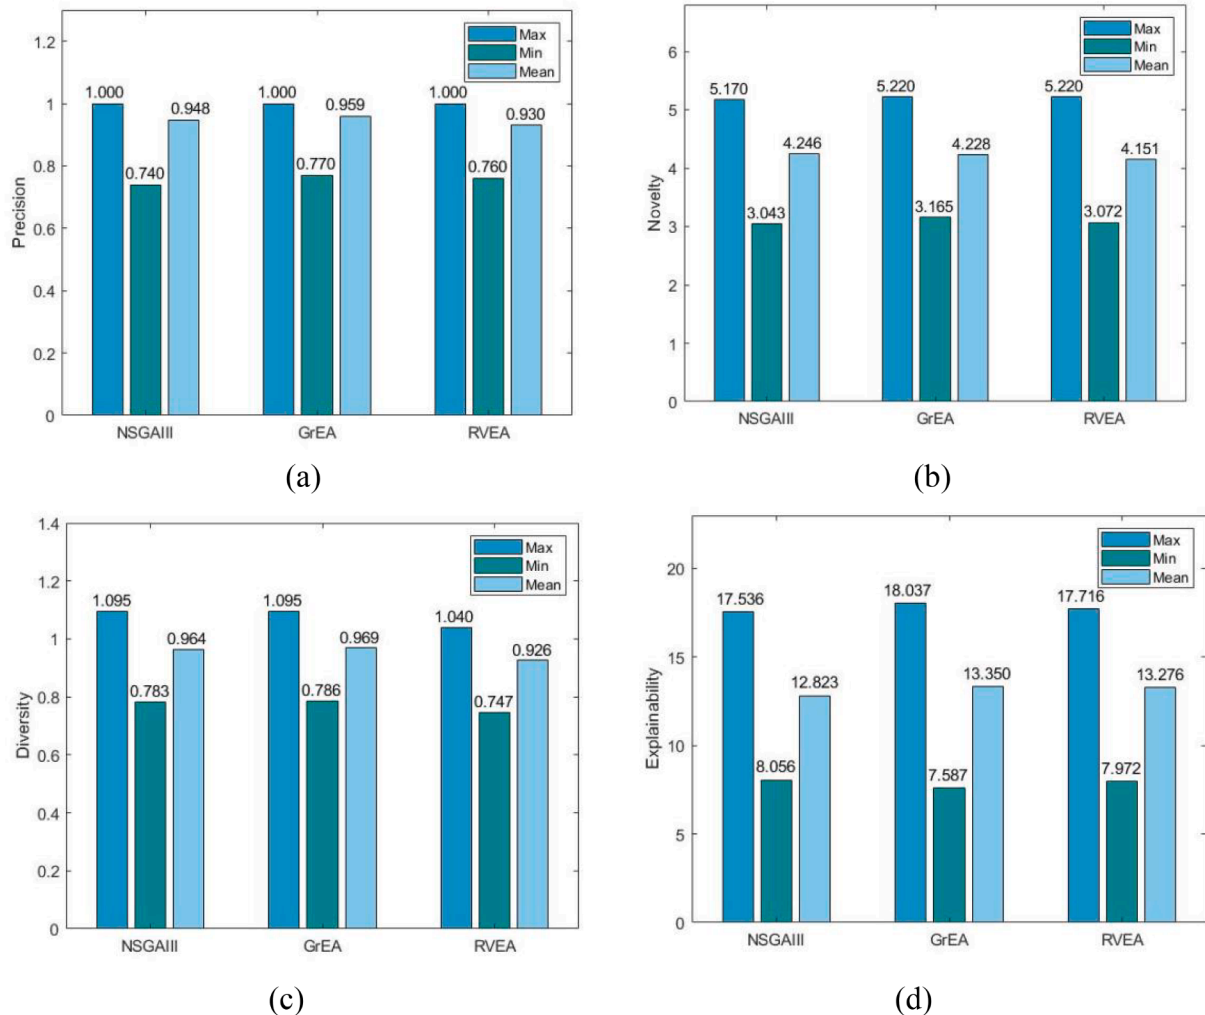 Precision
1.2
1
0.8
0.6
0.4
0.2
0
Max
Min
Mean
1.000
0.740
0.948
1.000
0.770
0.959
1.000
0.760
0.930
NSGAIII
GrEA
RVEA
(a)
Novelty
6
5
4
3
2
1
0
Max
Min
Mean
5.170
3.043
4.246
5.220
3.165
4.228
5.220
3.072
4.151
NSGAIII
GrEA
RVEA
(b)
Diversity
1.4
1.2
1
0.8
0.6
0.4
0.2
0
Max
Min
Mean
1.095
0.783
0.964
1.095
0.786
0.969
1.040
0.747
0.926
NSGAIII
GrEA
RVEA
(c)
Explainability
20
15
10
5
0
Max
Min
Mean
17.536
8.056
12.823
18.037
7.587
13.350
17.716
7.972
13.276
NSGAIII
GrEA
RVEA
(d)